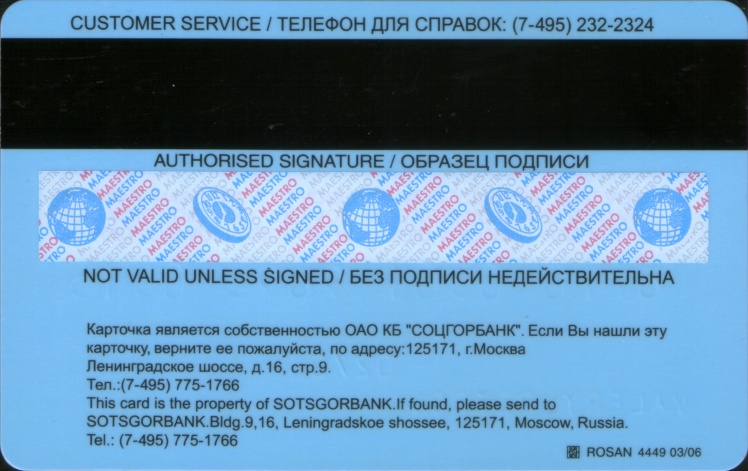 CUSTOMER SERVICE / ТЕЛЕФОН ДЛЯ СПРАВОК: (7-495) 232-2324
AUTHORISED SIGNATURE / ОБРАЗЕЦ ПОДПИСИ
MAESTRO MAESTRO MAESTRO MAESTRO
NOT VALID UNLESS SIGNED / БЕЗ ПОДПИСИ НЕДЕЙСТВИТЕЛЬНА
Карточка является собственностью ОАО КБ "СОЦГОРБАНК". Если Вы нашли эту
карточку, верните ее пожалуйста, по адресу:125171, г.Москва
Ленинградское шоссе, д.16, стр.9.
Тел.:(7-495) 775-1766
This card is the property of SOTSGORBANK.If found, please send to
SOTSGORBANK.Bldg.9,16, Leningradskoe shossee, 125171, Moscow, Russia.
Tel.: (7-495) 775-1766
ROSAN 4449 03/06